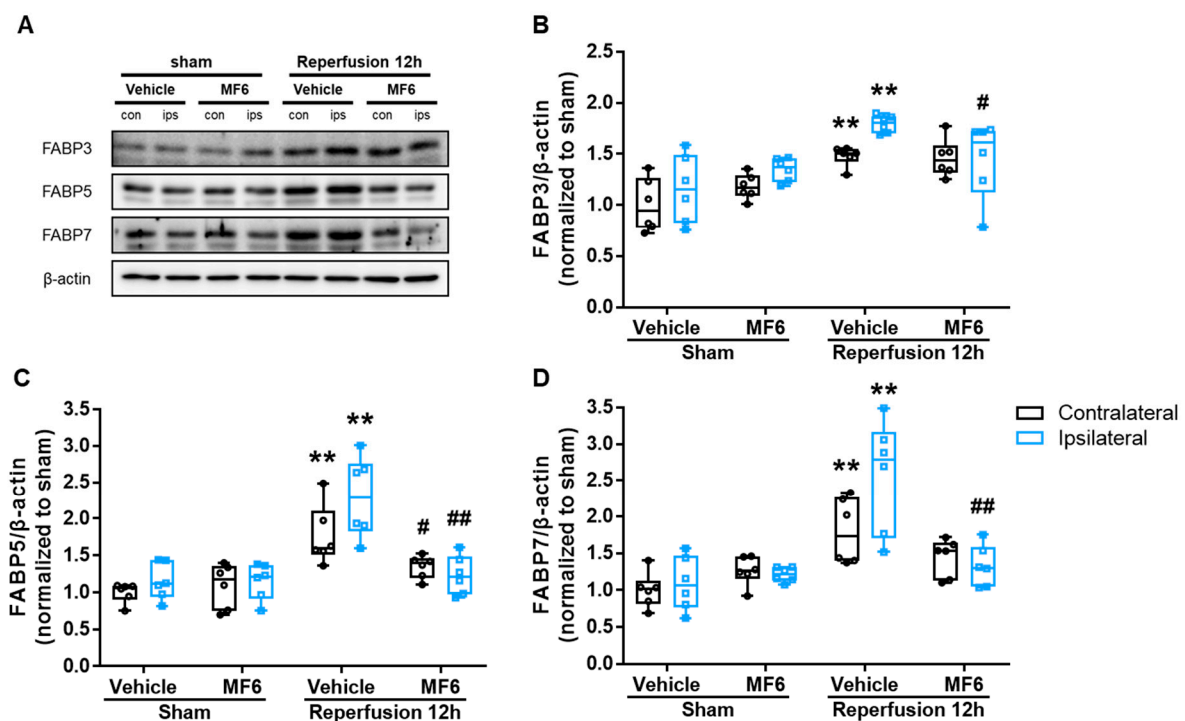 A
sham Reperfusion 12h
Vehicle MF6 Vehicle MF6
con ips con ips con ips con ips
FABP3
FABP5
FABP7
β-actin
B
FABP3/β-actin
(normalized to sham)
2.5
2.0
1.5
1.0
0.5
0.0
** ** #
Vehicle MF6 Vehicle MF6
Sham Reperfusion 12h
C
FABP5/β-actin
(normalized to sham)
3.5
3.0
2.5
2.0
1.5
1.0
0.5
0.0
** ** # ##
Vehicle MF6 Vehicle MF6
Sham Reperfusion 12h
D
FABP7/β-actin
(normalized to sham)
3.5
3.0
2.5
2.0
1.5
1.0
0.5
0.0
** ** ##
Vehicle MF6 Vehicle MF6
Sham Reperfusion 12h
Contralateral
Ipsilateral